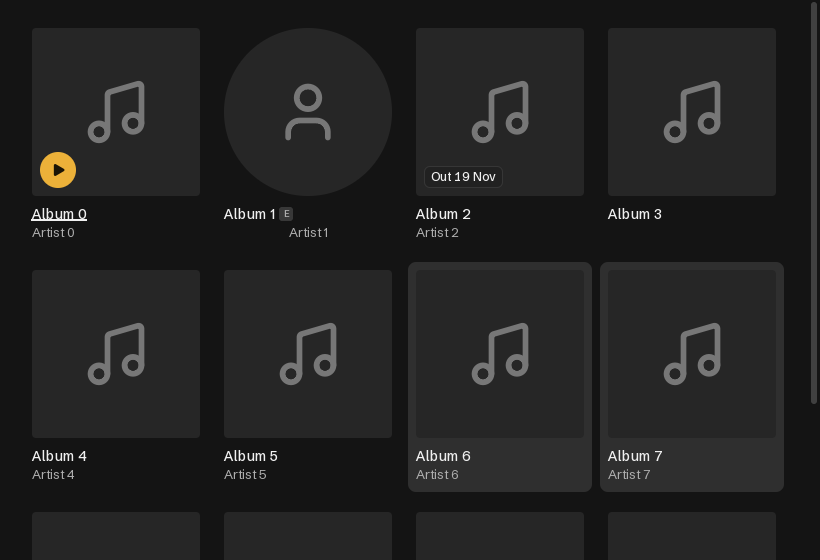 Out 19 Nov
Album 0
Artist 0
Album 1 E
Artist 1
Album 2
Artist 2
Album 3
Album 4
Artist 4
Album 5
Artist 5
Album 6
Artist 6
Album 7
Artist 7